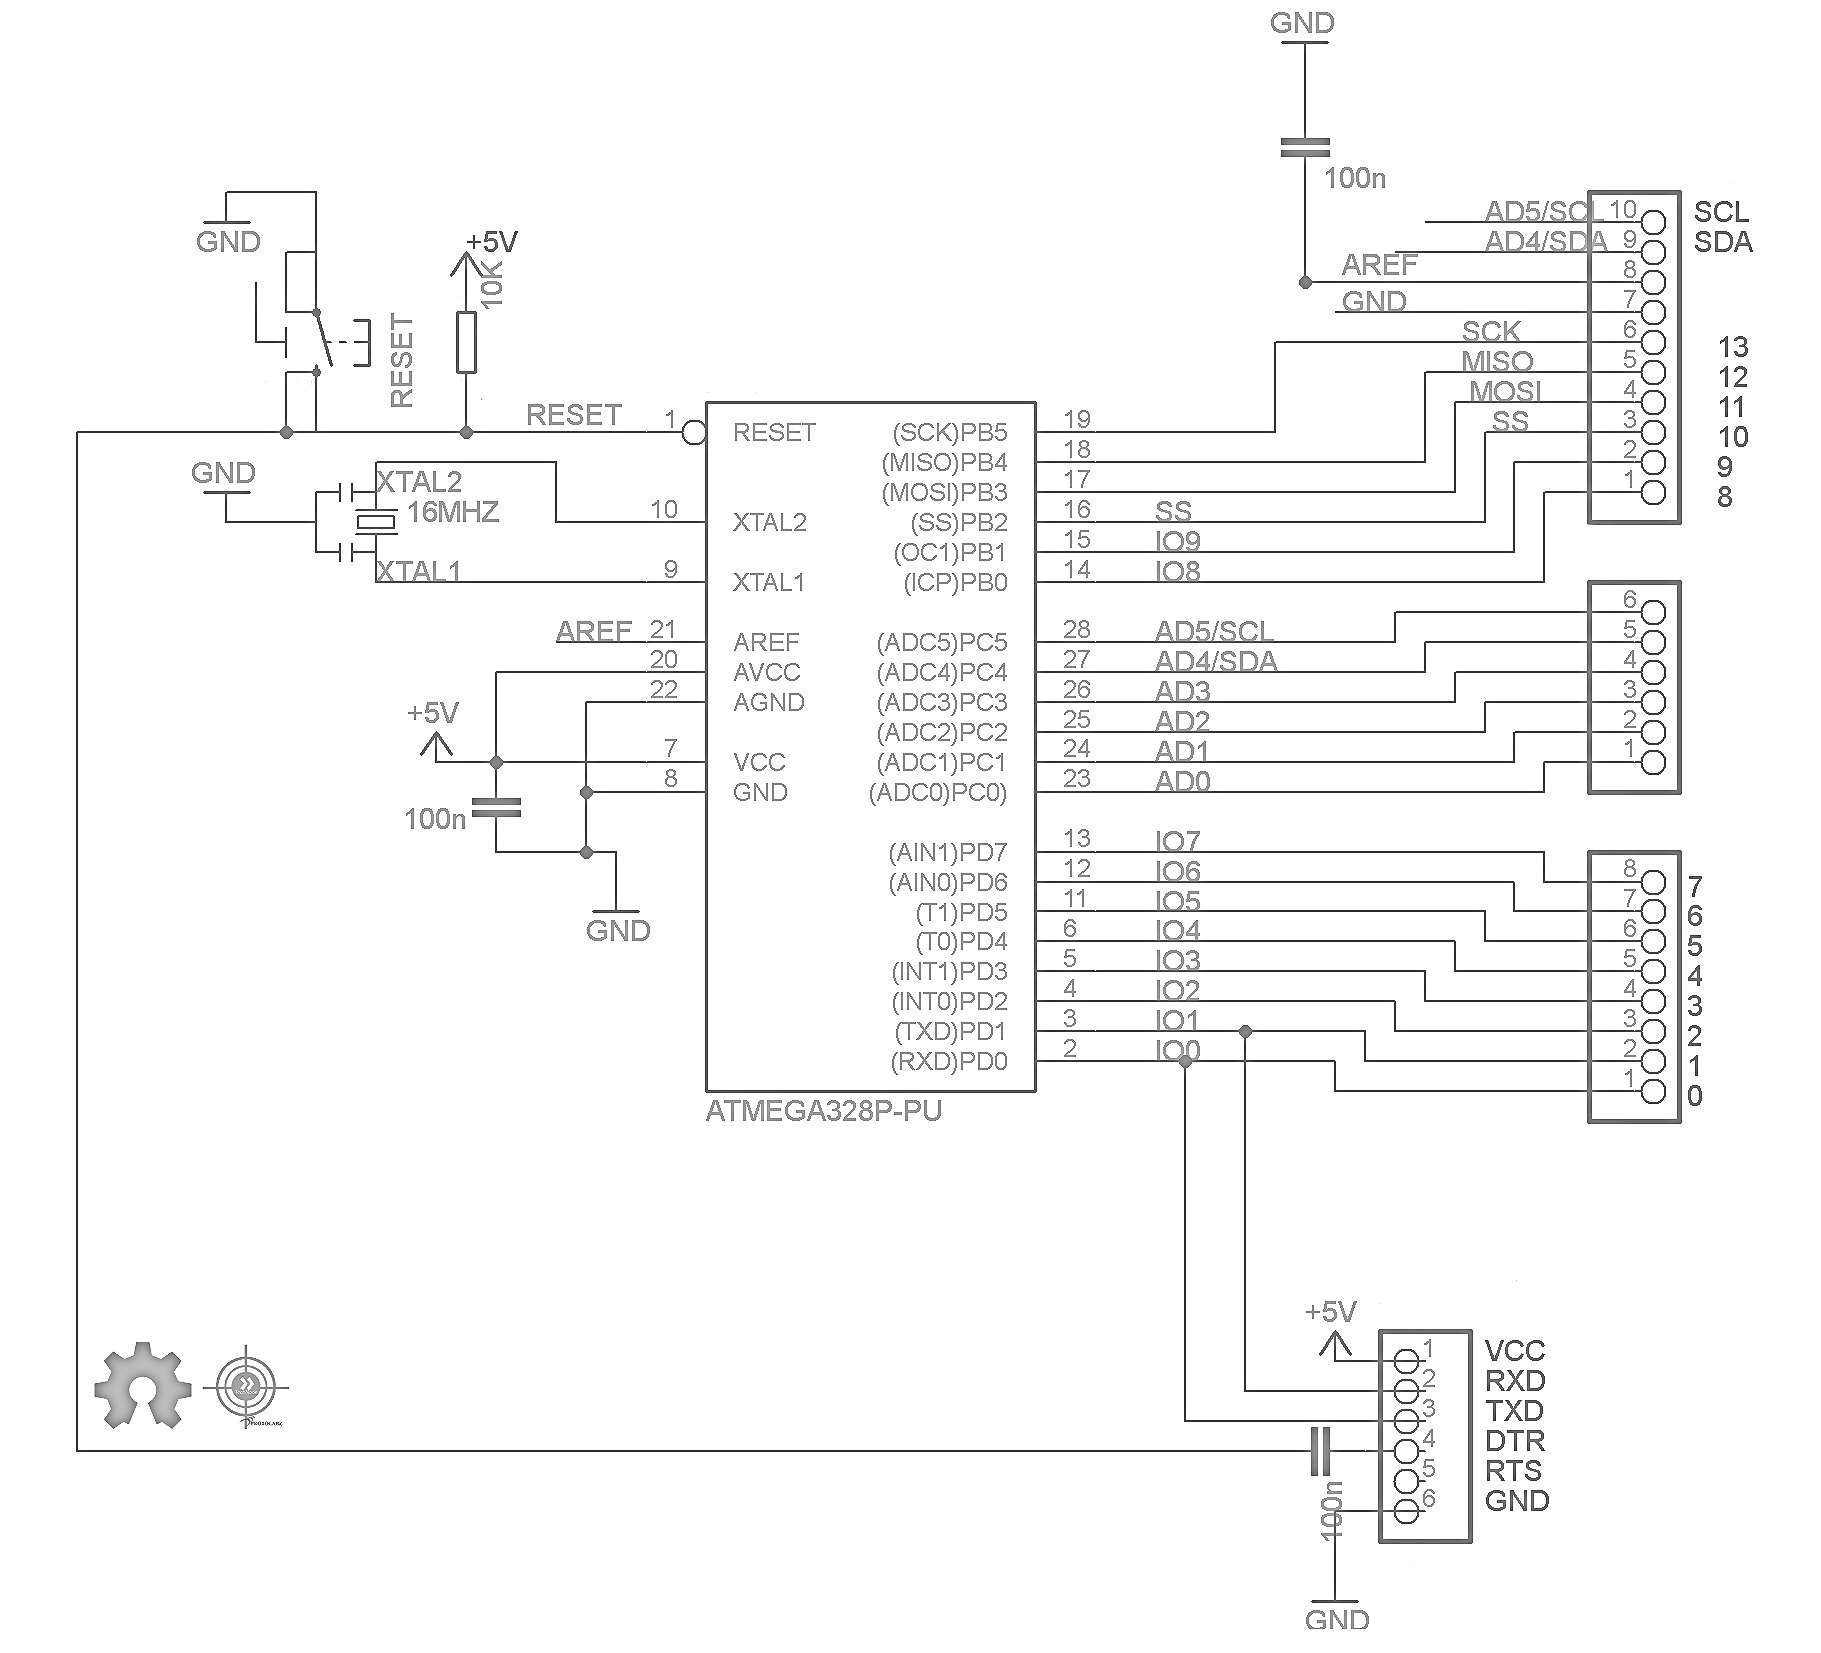 GND
100n
AD5/SCL 10 SCL
AD4/SDA 9 SDA
AREF 8
GND 7
SCK 6 13
MISO 5 12
MOSI 4 11
SS 3 10
2 9
1 8
GND
+5V
10K
RESET
RESET 1
GND
XTAL2
16MHZ
XTAL1
10
9
AREF 21
20
22
+5V
7
8
100n
GND
RESET
XTAL2
XTAL1
AREF
AVCC
AGND
VCC
GND
(SCK)PB5 19
(MISO)PB4 18
(MOSI)PB3 17
(SS)PB2 16 SS
(OC1)PB1 15 IO9
(ICP)PB0 14 IO8
(ADC5)PC5 28 AD5/SCL
(ADC4)PC4 27 AD4/SDA
(ADC3)PC3 26 AD3
(ADC2)PC2 25 AD2
(ADC1)PC1 24 AD1
(ADC0)PC0) 23 AD0
(AIN1)PD7 13 IO7
(AIN0)PD6 12 IO6
(T1)PD5 11 IO5
(T0)PD4 6 IO4
(INT1)PD3 5 IO3
(INT0)PD2 4 IO2
(TXD)PD1 3 IO1
(RXD)PD0 2 IO0
ATMEGA328P-PU
6
5
4
3
2
1
8 7
7 6
6 5
5 4
4 3
3 2
2 1
1 0
+5V
1 VCC
2 RXD
3 TXD
4 DTR
5 RTS
6 GND
100n
GND
PROTOLABZ